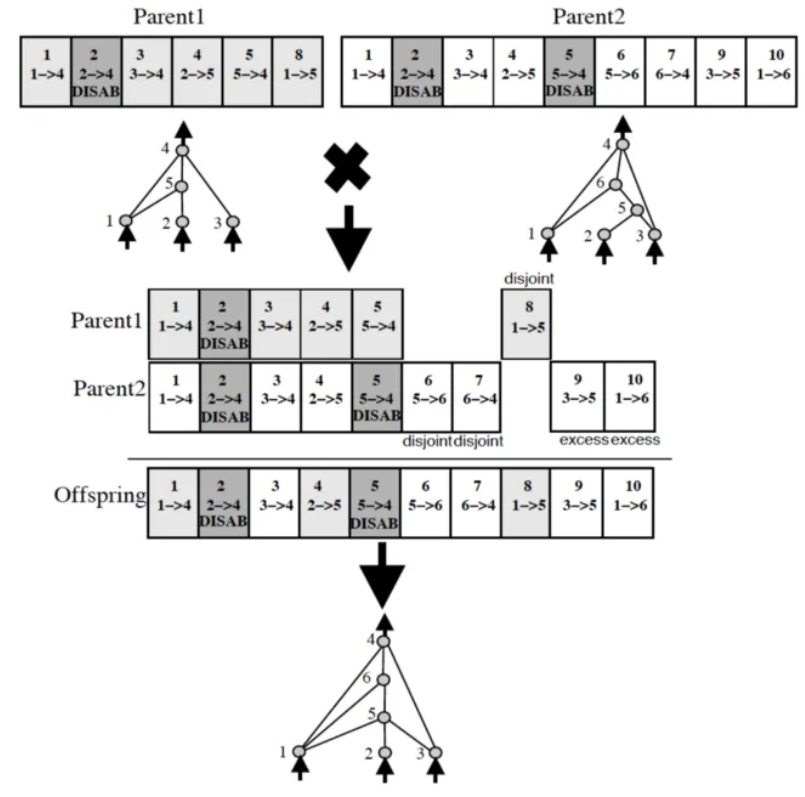 Parent1 Parent2
1 2 3 4 5 8 1 2 3 4 5 6 7 9 10
1->4 2->4 3->4 2->5 5->4 1->5 1->4 2->4 3->4 2->5 5->4 5->6 6->4 3->5 1->6
DISAB DISAB DISAB
4 4
5 6
5
1 2 3 1 2 3
disjoint
Parent1 1 2 3 4 5 8
1->4 2->4 3->4 2->5 5->4 1->5
DISAB
Parent2 1 2 3 4 5 6 7 9 10
1->4 2->4 3->4 2->5 5->4 5->6 6->4 3->5 1->6
DISAB DISAB
disjoint disjoint excess excess
Offspring 1 2 3 4 5 6 7 8 9 10
1->4 2->4 3->4 2->5 5->4 5->6 6->4 1->5 3->5 1->6
DISAB DISAB
4
6
5
1 2 3